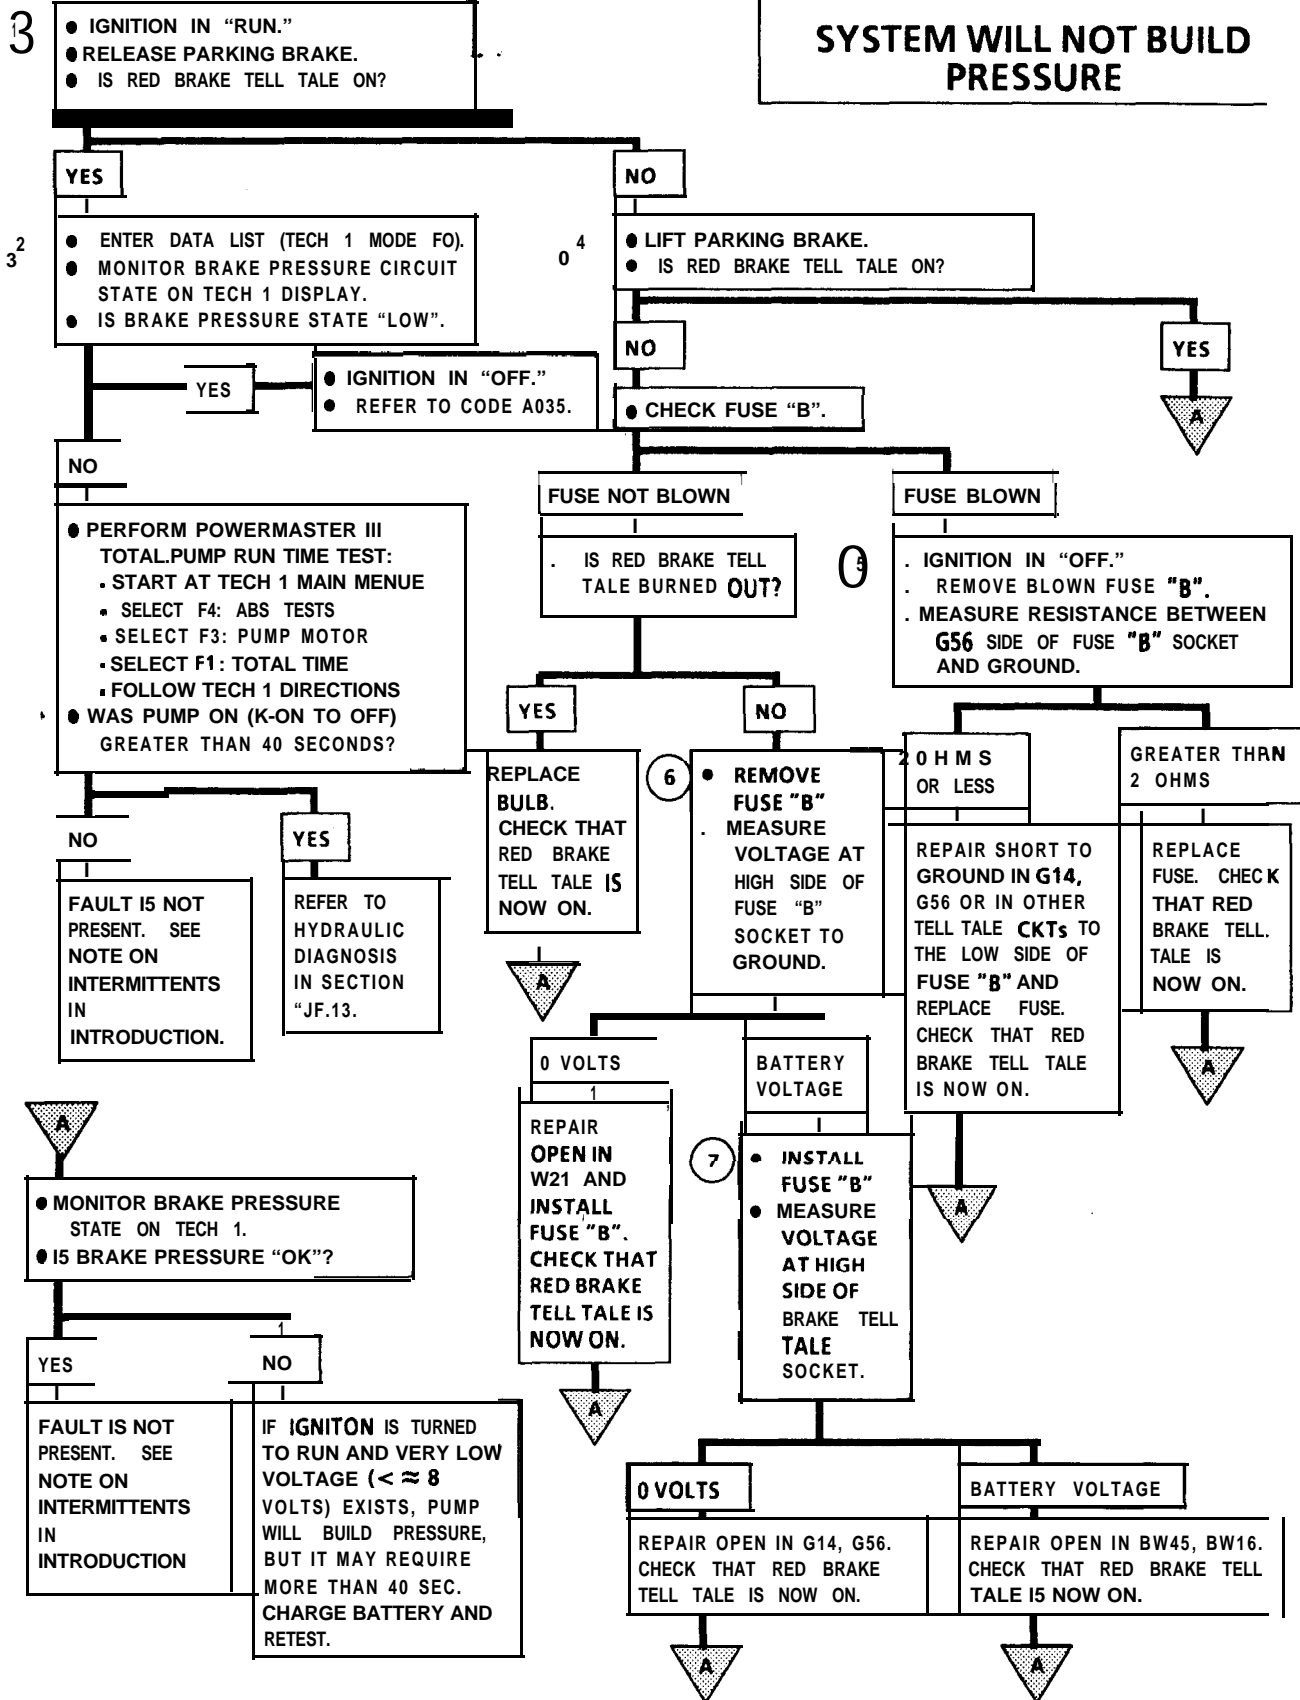 SYSTEM WILL NOT BUILD
PRESSURE
3
● IGNITION IN “RUN.”
● RELEASE PARKING BRAKE.
● IS RED BRAKE TELL TALE ON?
YES
NO
3 2
● ENTER DATA LIST (TECH 1 MODE FO).
● MONITOR BRAKE PRESSURE CIRCUIT
STATE ON TECH 1 DISPLAY.
● IS BRAKE PRESSURE STATE “LOW”.
0 4
● LIFT PARKING BRAKE.
● IS RED BRAKE TELL TALE ON?
NO
YES
A
YES
● IGNITION IN “OFF.”
● REFER TO CODE A035.
● CHECK FUSE “B”.
NO
FUSE NOT BLOWN
FUSE BLOWN
● PERFORM POWERMASTER III
TOTAL.PUMP RUN TIME TEST:
▪ START AT TECH 1 MAIN MENUE
▪ SELECT F4: ABS TESTS
▪ SELECT F3: PUMP MOTOR
▪ SELECT F1: TOTAL TIME
▪ FOLLOW TECH 1 DIRECTIONS
● WAS PUMP ON (K-ON TO OFF)
GREATER THAN 40 SECONDS?
. IS RED BRAKE TELL
TALE BURNED OUT?
0 5
. IGNITION IN “OFF.”
. REMOVE BLOWN FUSE "B".
. MEASURE RESISTANCE BETWEEN
G56 SIDE OF FUSE "B" SOCKET
AND GROUND.
YES
NO
2 0HMS
OR LESS
GREATER THAN
2 OHMS
REPLACE
BULB.
CHECK THAT
RED BRAKE
TELL TALE IS
NOW ON.
A
6
● REMOVE
FUSE "B"
. MEASURE
VOLTAGE AT
HIGH SIDE OF
FUSE “B”
SOCKET TO
GROUND.
REPAIR SHORT TO
GROUND IN G14,
G56 OR IN OTHER
TELL TALE CKTs TO
THE LOW SIDE OF
FUSE "B" AND
REPLACE FUSE.
CHECK THAT RED
BRAKE TELL TALE
IS NOW ON.
A
REPLACE
FUSE. CHECK
THAT RED
BRAKE TELL.
TALE IS
NOW ON.
A
NO
YES
FAULT I5 NOT
PRESENT. SEE
NOTE ON
INTERMITTENTS
IN
INTRODUCTION.
REFER TO
HYDRAULIC
DIAGNOSIS
IN SECTION
“JF.13.
0 VOLTS
BATTERY
VOLTAGE
REPAIR
OPEN IN
W21 AND
INSTALL
FUSE "B".
CHECK THAT
RED BRAKE
TELL TALE IS
NOW ON.
A
7
● INSTALL
FUSE "B"
● MEASURE
VOLTAGE
AT HIGH
SIDE OF
BRAKE TELL
TALE
SOCKET.
A
● MONITOR BRAKE PRESSURE
STATE ON TECH 1.
● I5 BRAKE PRESSURE “OK”?
YES
NO
FAULT IS NOT
PRESENT. SEE
NOTE ON
INTERMITTENTS
IN
INTRODUCTION
IF IGNITON IS TURNED
TO RUN AND VERY LOW
VOLTAGE (< ≈ 8
VOLTS) EXISTS, PUMP
WILL BUILD PRESSURE,
BUT IT MAY REQUIRE
MORE THAN 40 SEC.
CHARGE BATTERY AND
RETEST.
0 VOLTS
BATTERY VOLTAGE
REPAIR OPEN IN G14, G56.
CHECK THAT RED BRAKE
TELL TALE IS NOW ON.
A
REPAIR OPEN IN BW45, BW16.
CHECK THAT RED BRAKE TELL
TALE I5 NOW ON.
A